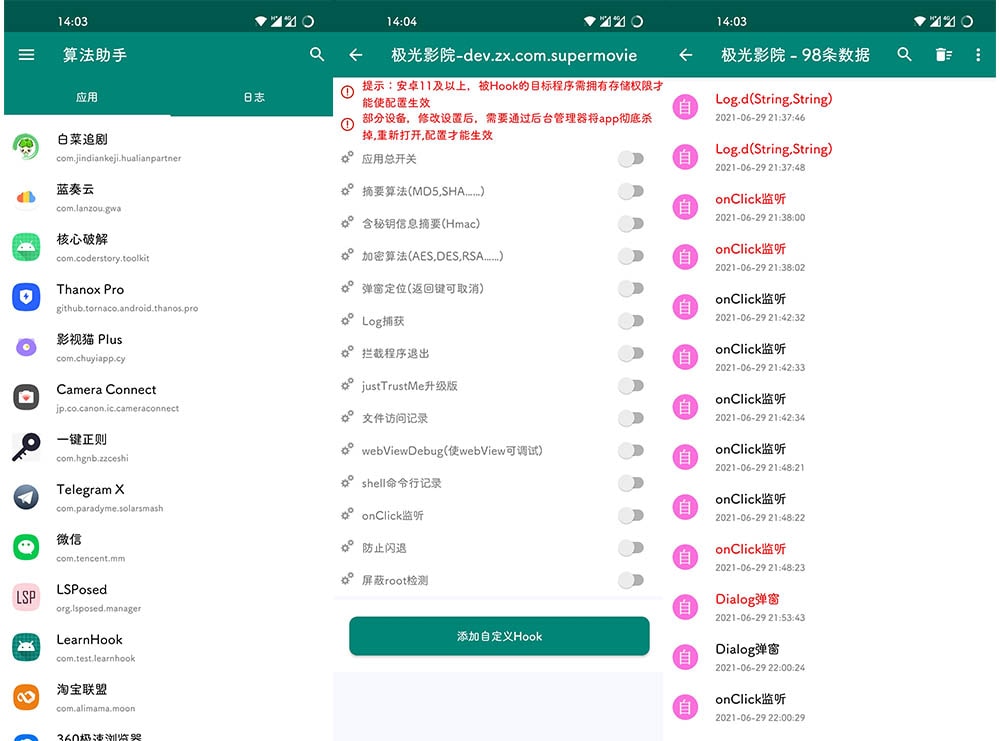 14:03
算法助手
应用
日志
白菜追剧
com.jindiankeji.hualianpartner
蓝奏云
com.lanzou.gwa
核心破解
com.coderstory.toolkit
Thanox Pro
github.tornaco.android.thanos.pro
影视猫 Plus
com.chuyiapp.cy
Camera Connect
jp.co.canon.ic.cameraconnect
一键正则
com.hgnb.zzceshi
Telegram X
com.paradyme.solarsmash
微信
com.tencent.mm
LSP
LSPosed
org.lsposed.manager
LearnHook
com.test.learnhook
淘宝联盟
com.alimama.moon
360极速浏览器
14:04
极光影院-dev.zx.com.supermovie
提示：安卓11及以上，被Hook的目标程序需拥有存储权限才
能使配置生效
部分设备，修改设置后，需要通过后台管理器将app彻底杀
掉,重新打开,配置才能生效
应用总开关
摘要算法(MD5,SHA......)
含秘钥信息摘要(Hmac)
加密算法(AES,DES,RSA......)
弹窗定位(返回键可取消)
Log捕获
拦截程序退出
justTrustMe升级版
文件访问记录
webViewDebug(使webView可调试)
shell命令行记录
onClick监听
防止闪退
屏蔽root检测
添加自定义Hook
14:03
极光影院 - 98条数据
自
Log.d(String,String)
2021-06-29 21:37:46
自
Log.d(String,String)
2021-06-29 21:37:48
自
onClick监听
2021-06-29 21:38:00
自
onClick监听
2021-06-29 21:38:02
自
onClick监听
2021-06-29 21:42:32
自
onClick监听
2021-06-29 21:42:33
自
onClick监听
2021-06-29 21:42:34
自
onClick监听
2021-06-29 21:48:21
自
onClick监听
2021-06-29 21:48:22
自
onClick监听
2021-06-29 21:48:23
自
Dialog弹窗
2021-06-29 21:53:43
自
Dialog弹窗
2021-06-29 22:00:24
自
onClick监听
2021-06-29 22:00:29